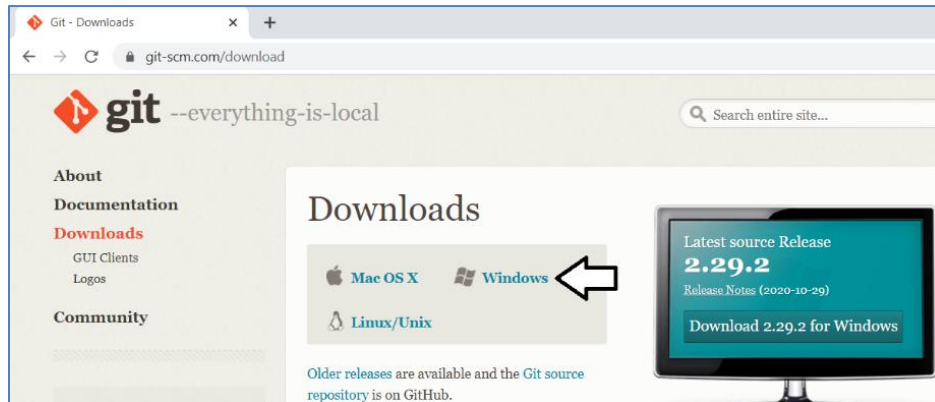 Git - Downloads
git-scm.com/download
git --everything-is-local
Search entire site...
About
Documentation
Downloads
GUI Clients
Logos
Community
Downloads
Mac OS X
Windows
Linux/Unix
Older releases are available and the Git source
repository is on GitHub.
Latest source Release
2.29.2
Release Notes (2020-10-29)
Download 2.29.2 for Windows